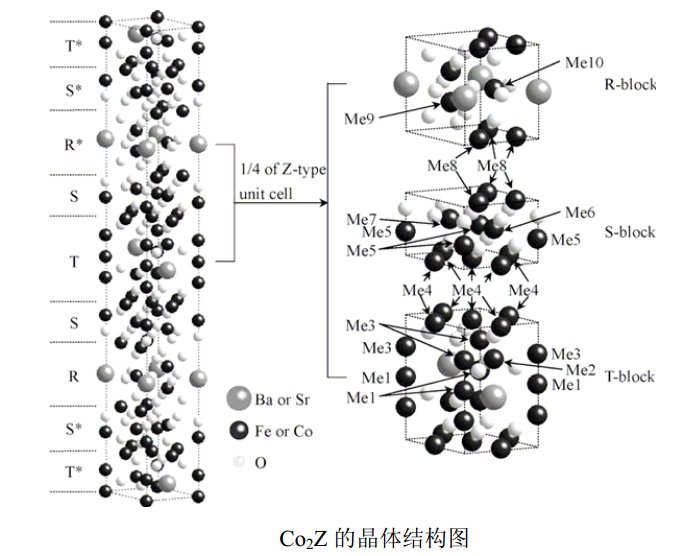 T*
S*
R*
S
T
S
R
S*
T*
1/4 of Z-type
unit cell
Ba or Sr
Fe or Co
O
Me10
R-block
Me9
Me8 Me8
Me7
Me6
Me5
Me5
Me5
S-block
Me4 Me4 Me4
Me3
Me3
Me3
Me2
Me1
Me1
Me1
T-block
Co₂Z 的晶体结构图